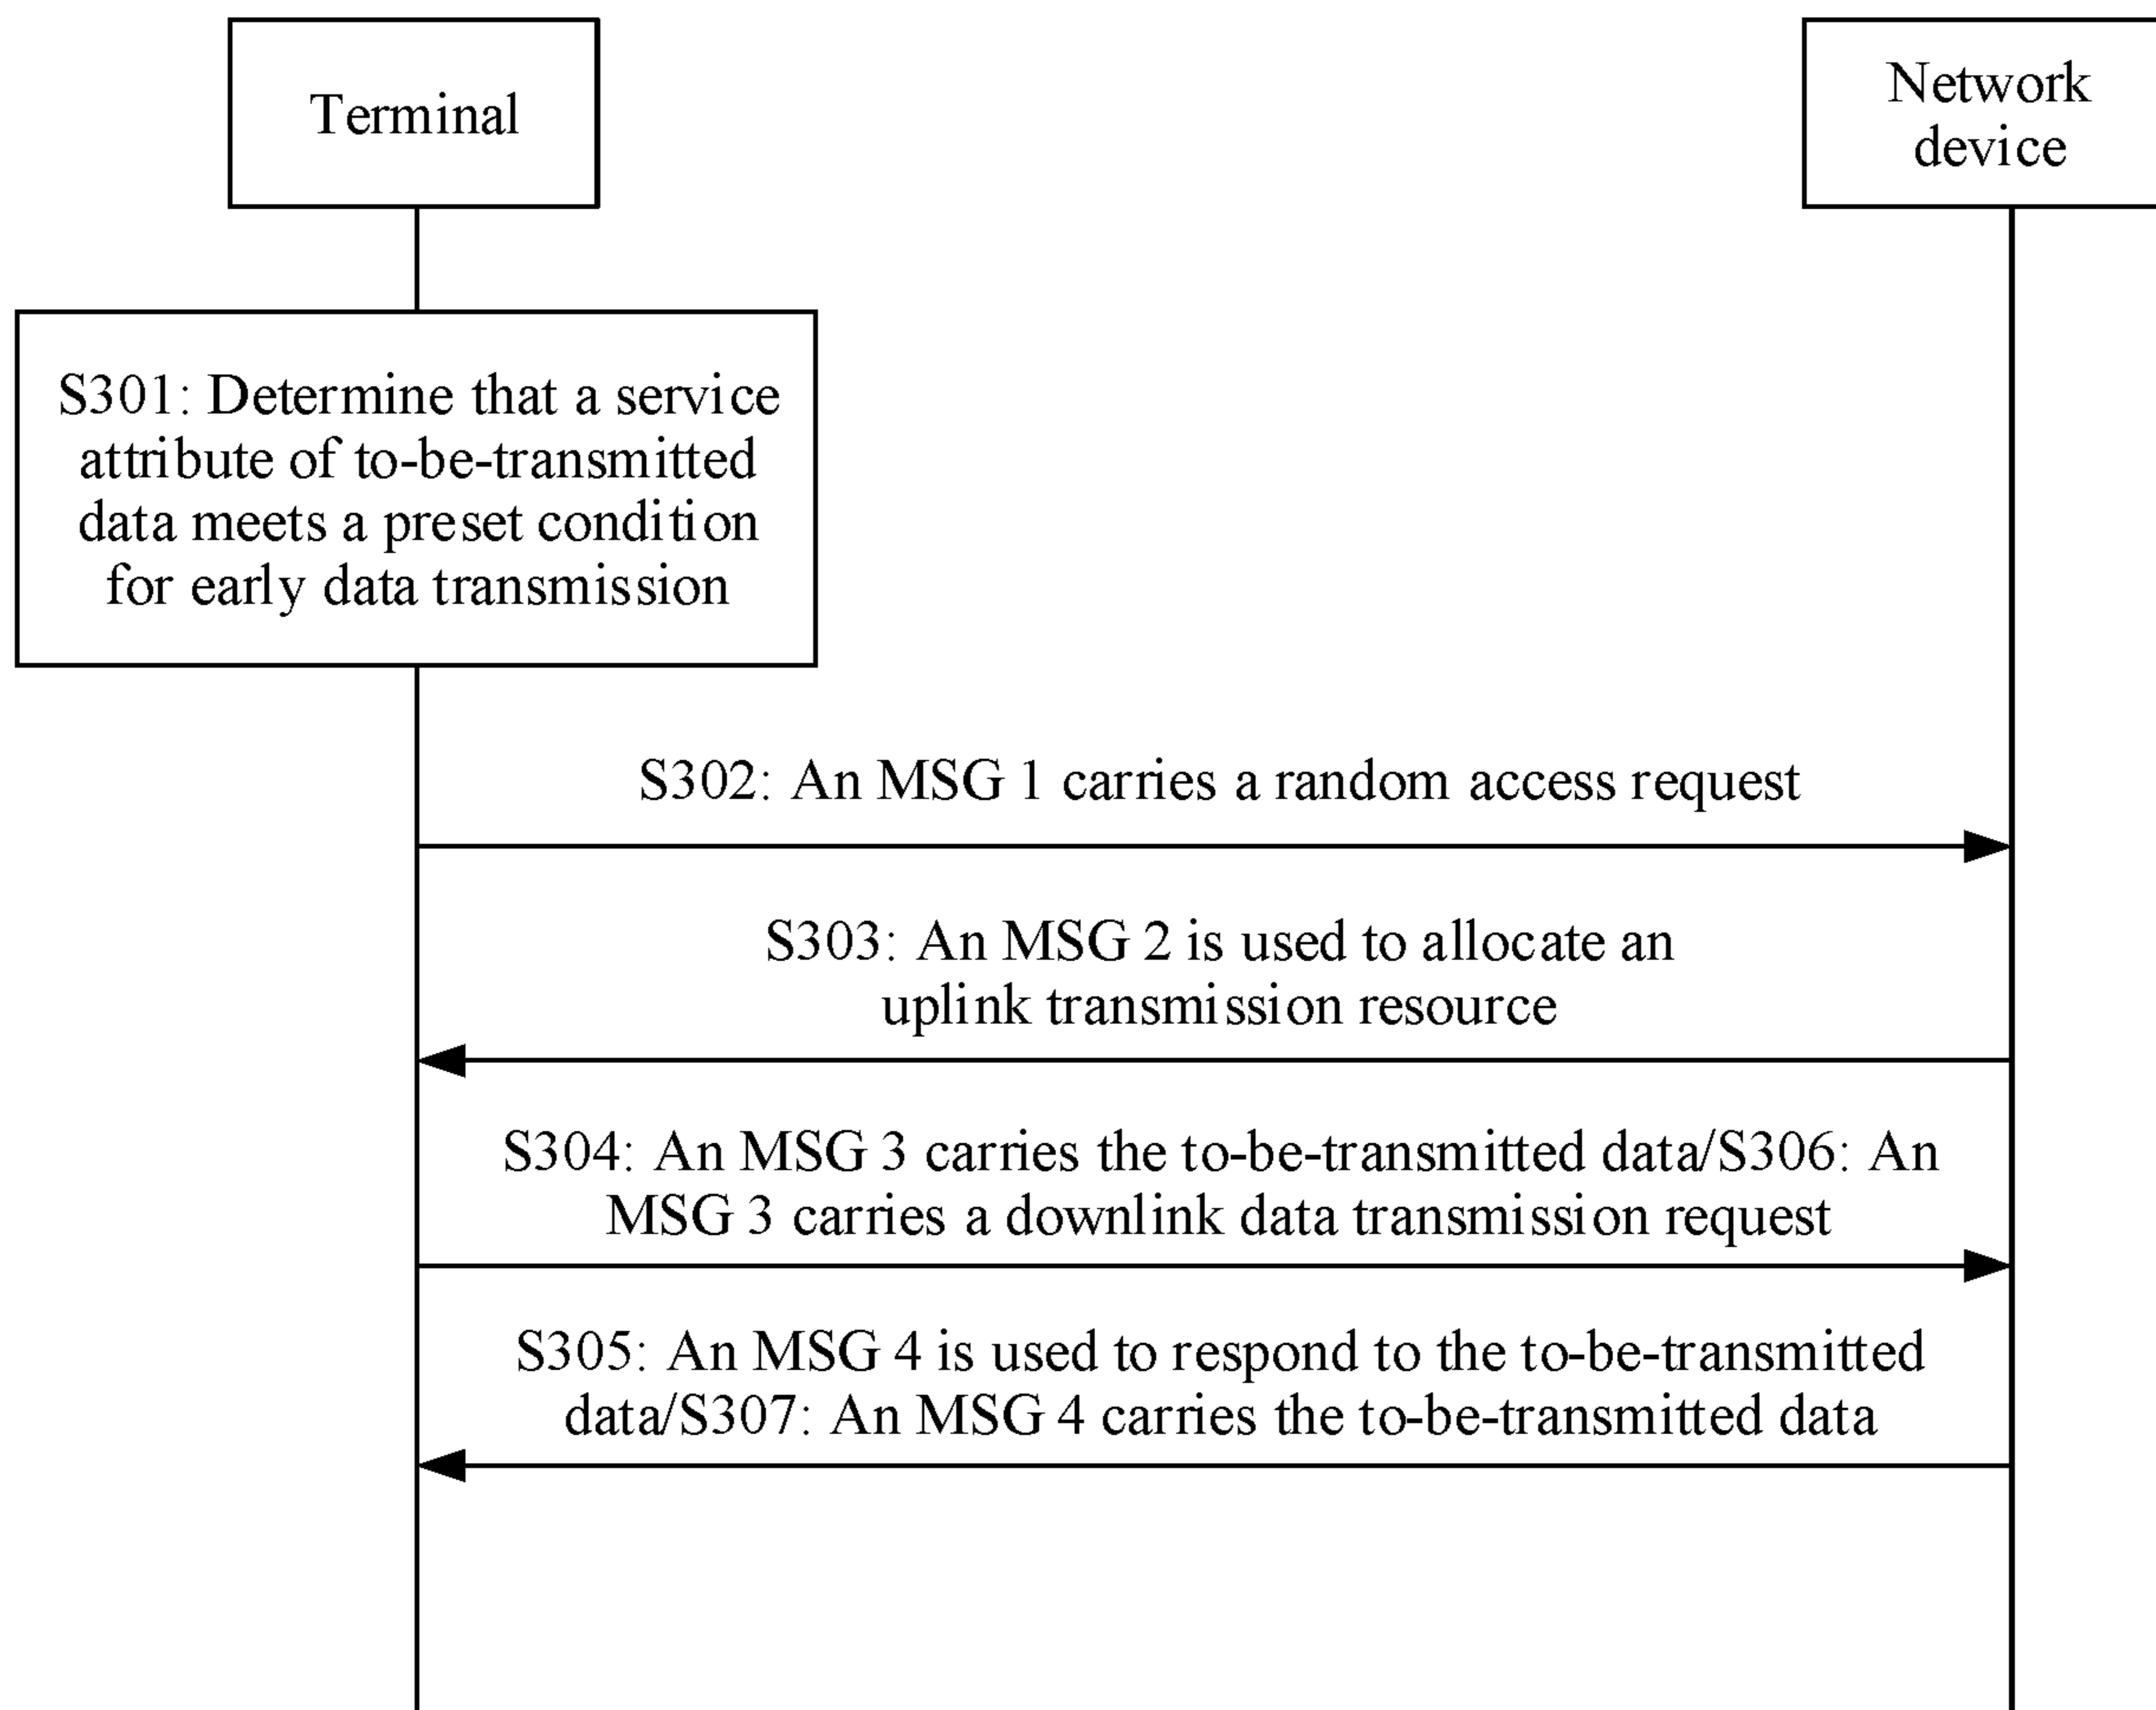 Terminal
Network
device
S301: Determine that a service
attribute of to-be-transmitted
data meets a preset condition
for early data transmission
S302: An MSG 1 carries a random access request
S303: An MSG 2 is used to allocate an
uplink transmission resource
S304: An MSG 3 carries the to-be-transmitted data/S306: An
MSG 3 carries a downlink data transmission request
S305: An MSG 4 is used to respond to the to-be-transmitted
data/S307: An MSG 4 carries the to-be-transmitted data